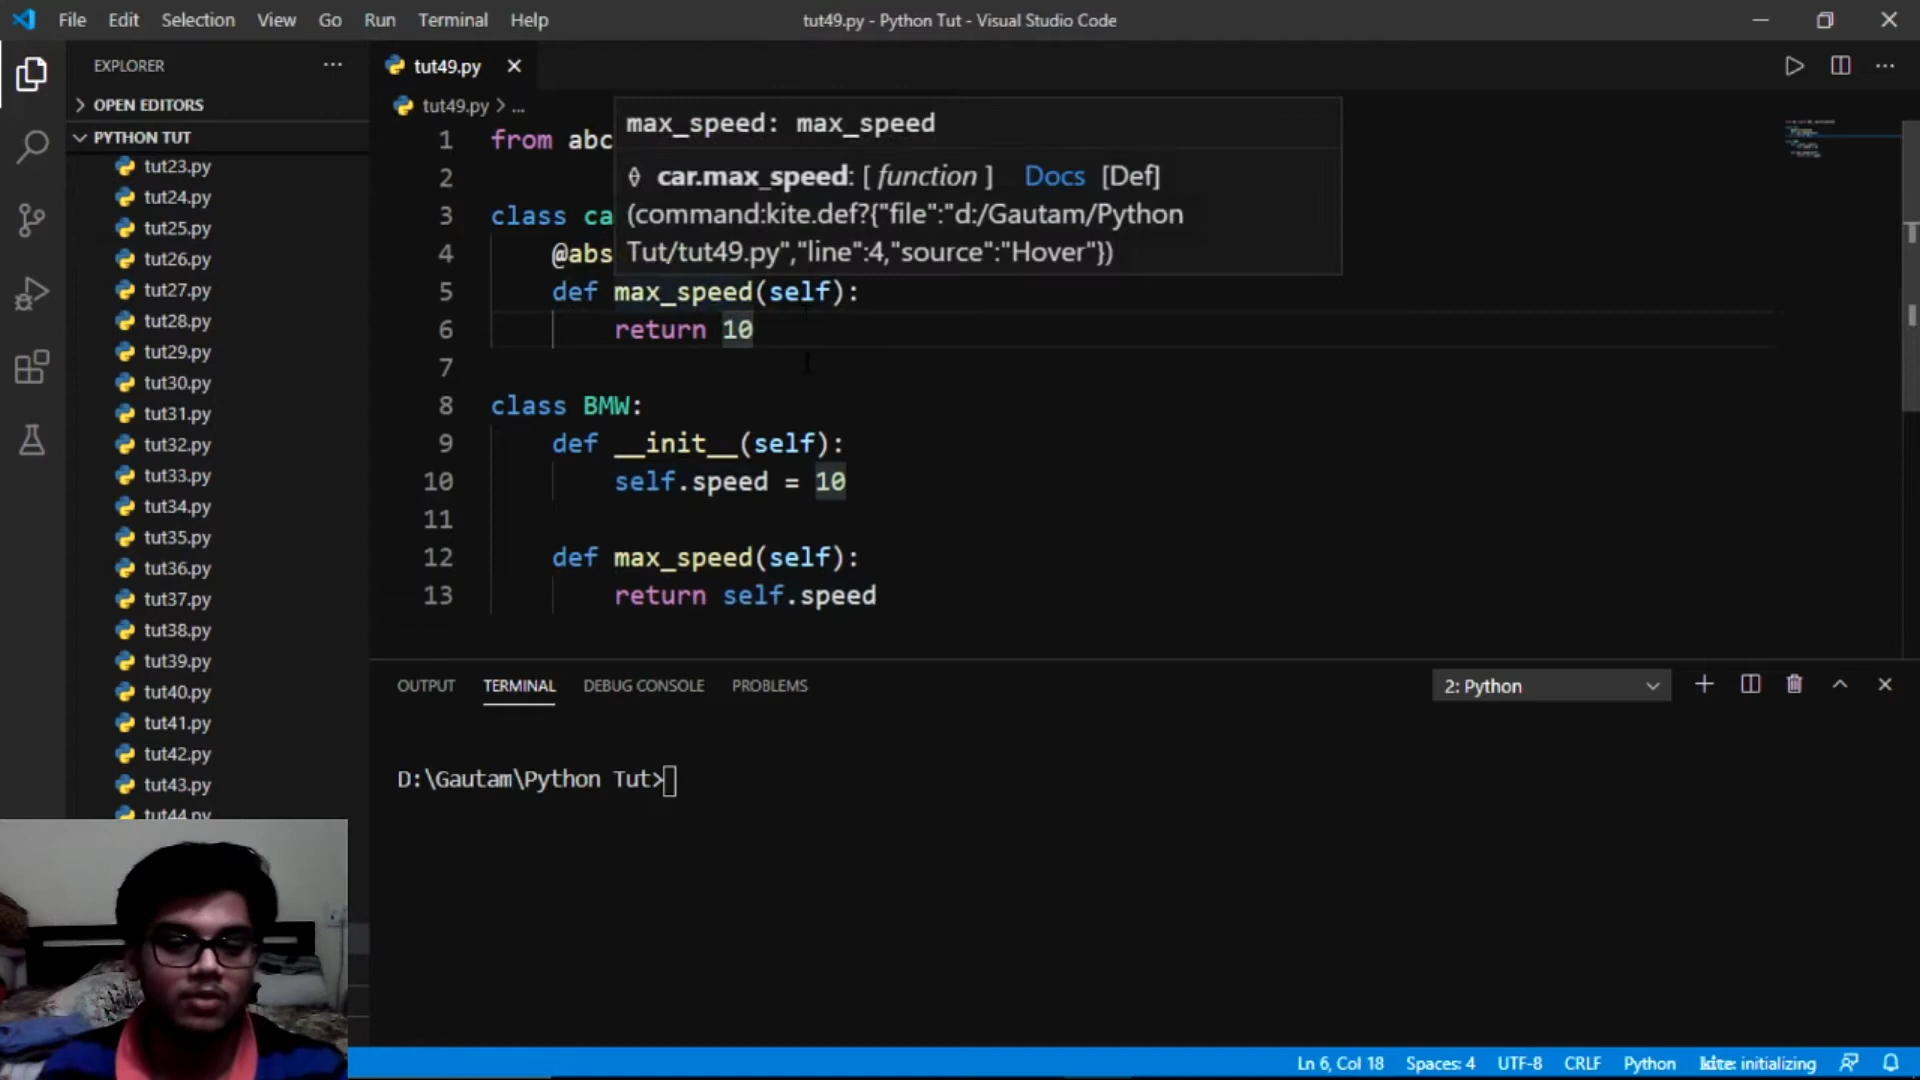 File Edit Selection View Go Run Terminal Help
tut49.py - Python Tut - Visual Studio Code
EXPLORER
OPEN EDITORS
PYTHON TUT
tut23.py
tut24.py
tut25.py
tut26.py
tut27.py
tut28.py
tut29.py
tut30.py
tut31.py
tut32.py
tut33.py
tut34.py
tut35.py
tut36.py
tut37.py
tut38.py
tut39.py
tut40.py
tut41.py
tut42.py
tut43.py
tut44.py
tut49.py
tut49.py > ...
max_speed: max_speed
car.max_speed: [ function ] Docs [Def]
(command:kite.def?{"file":"d:/Gautam/Python
Tut/tut49.py","line":4,"source":"Hover"})
1 from abc
2
3 class ca
4 @abs
5 def max_speed(self):
6 return 10
7
8 class BMW:
9 def __init__(self):
10 self.speed = 10
11
12 def max_speed(self):
13 return self.speed
OUTPUT TERMINAL DEBUG CONSOLE PROBLEMS
2: Python
D:\Gautam\Python Tut>
Ln 6, Col 18 Spaces: 4 UTF-8 CRLF Python kite: initializing